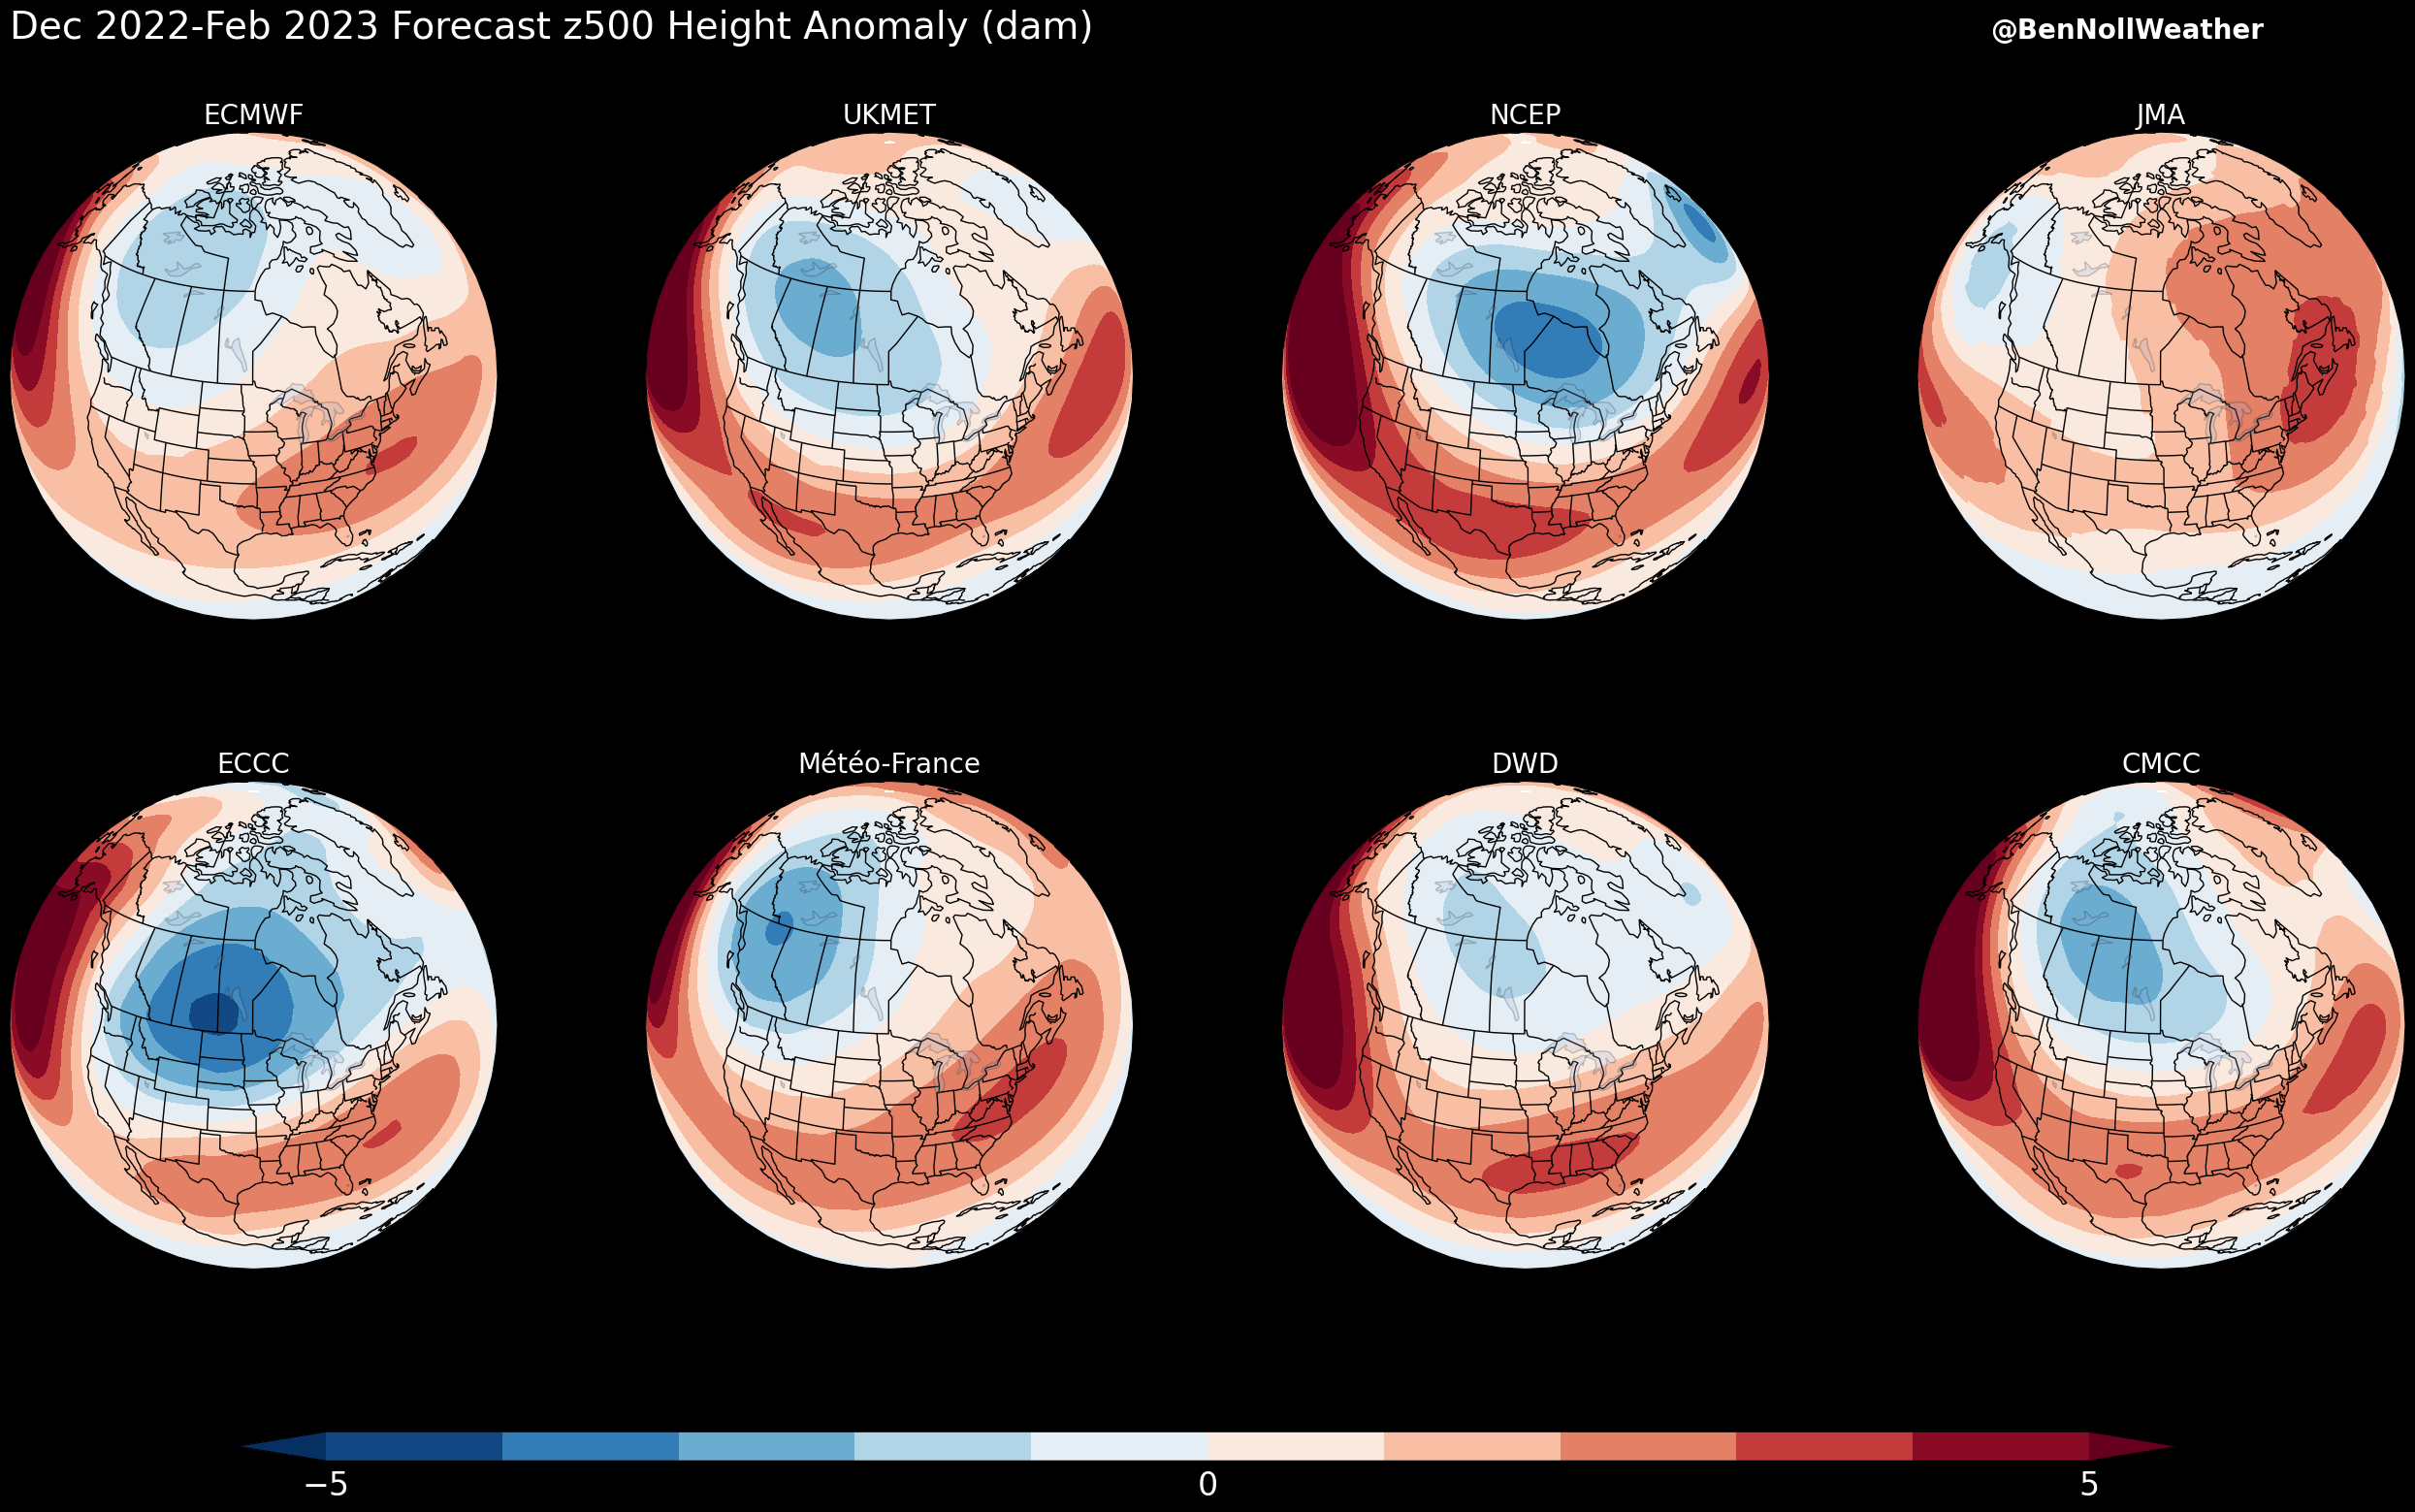 Dec 2022-Feb 2023 Forecast z500 Height Anomaly (dam)
@BenNollWeather
ECMWF
UKMET
NCEP
JMA
ECCC
Météo-France
DWD
CMCC
−5
0
5